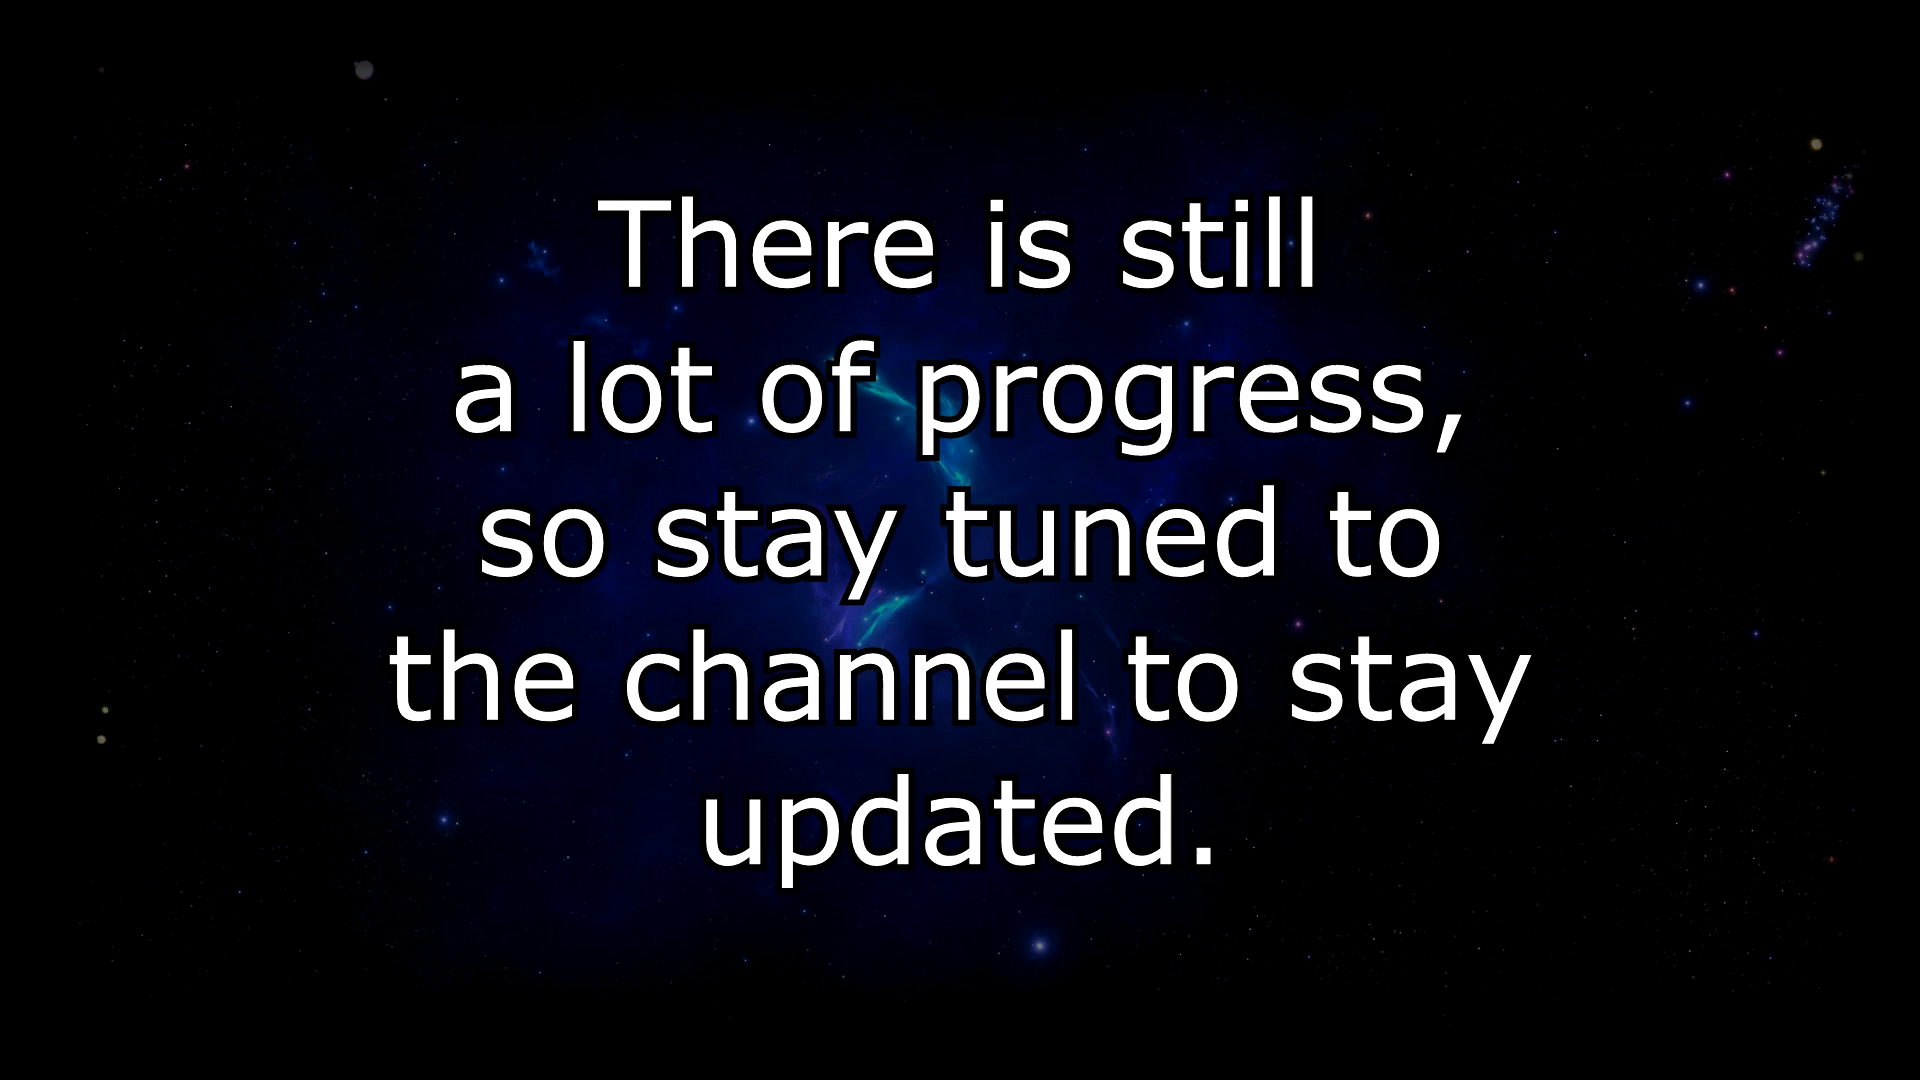 There is still
a lot of progress,
so stay tuned to
the channel to stay
updated.